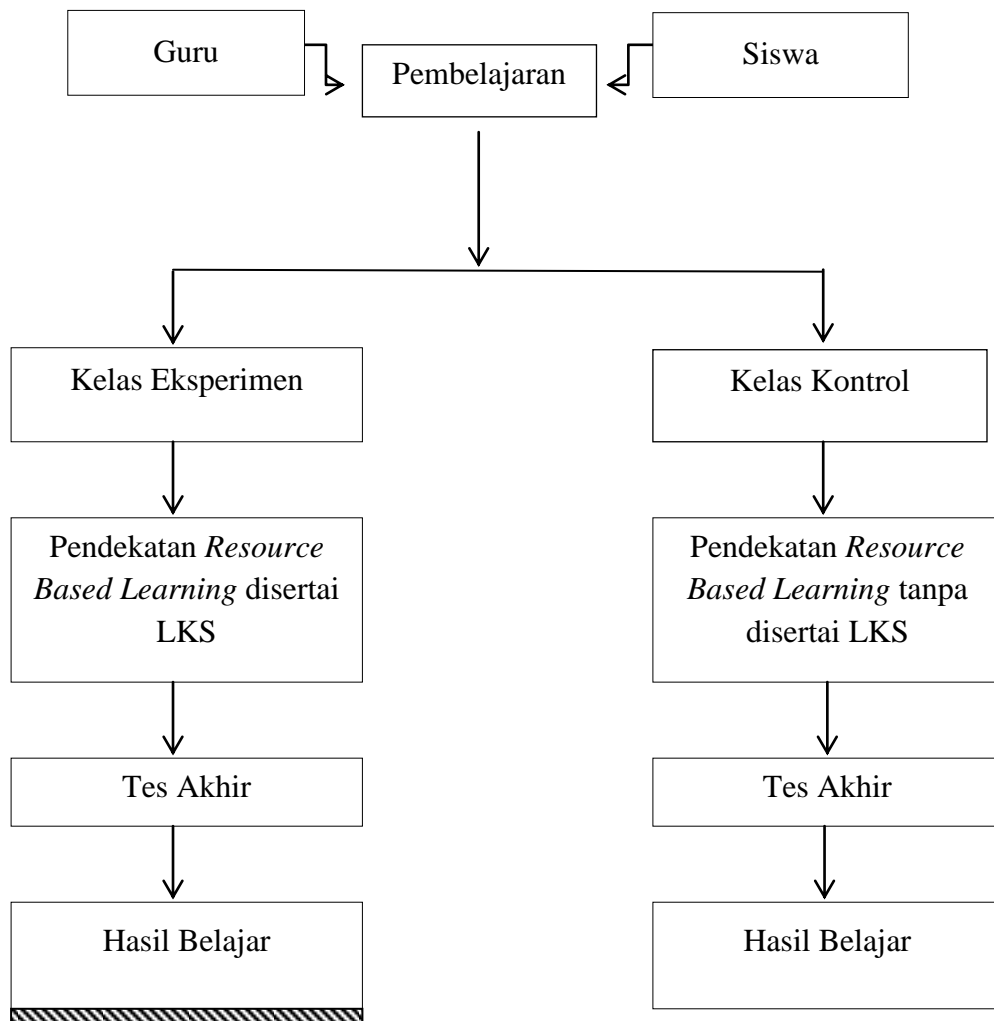 Guru
Pembelajaran
Siswa
Kelas Eksperimen
Kelas Kontrol
Pendekatan Resource
Based Learning disertai
LKS
Pendekatan Resource
Based Learning tanpa
disertai LKS
Tes Akhir
Tes Akhir
Hasil Belajar
Hasil Belajar